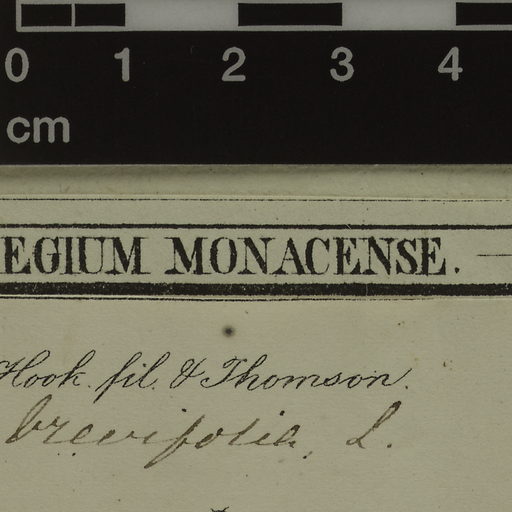 0 1 2 3 4
cm
EGIUM MONACENSE.
Hook. fil. & Thomson.
brevifolia, L.